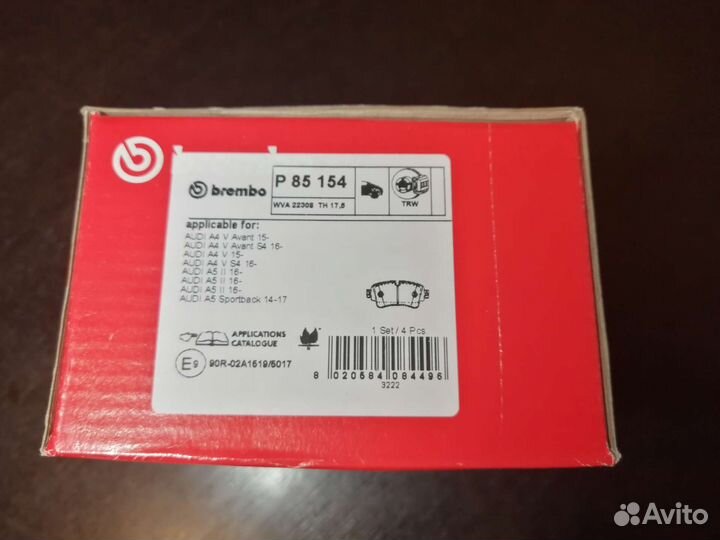 brembo
P 85 154
WVA 22308 TH 17,6
TRW
applicable for:
AUDI A4 V Avant 15-
AUDI A4 V Avant S4 16-
AUDI A4 V 15-
AUDI A4 V S4 16-
AUDI A5 II 16-
AUDI A5 II 16-
AUDI A5 II 16-
AUDI A5 Sportback 14-17
1 Set / 4 Pcs.
APPLICATIONS
CATALOGUE
E9 90R-02A1519/5017
8 020584 084496
3222
Avito